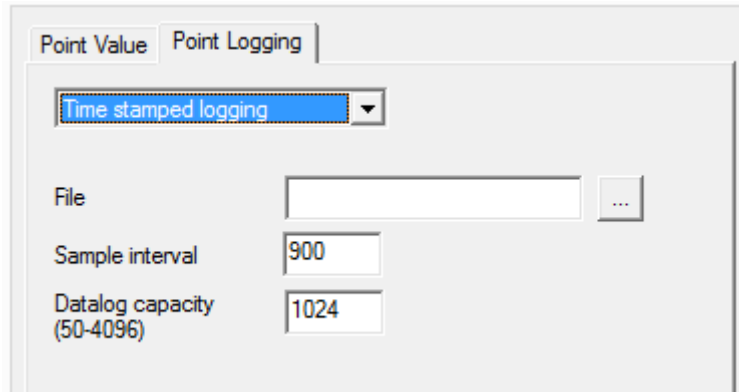 Point Value Point Logging
Time stamped logging
File ...
Sample interval 900
Datalog capacity 1024
(50-4096)